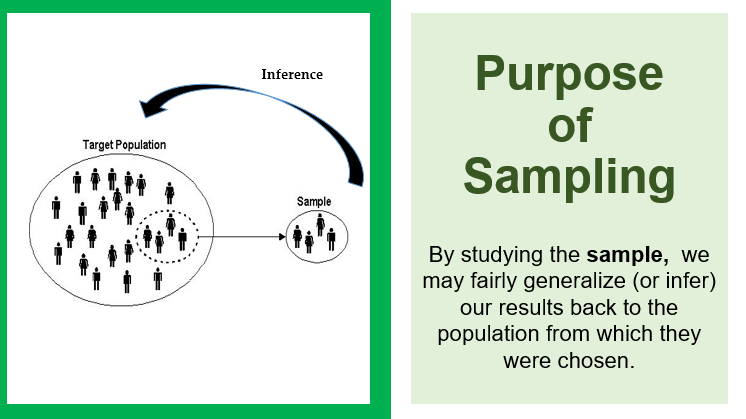 Inference
Target Population
Sample
Purpose
of
Sampling
By studying the sample, we
may fairly generalize (or infer)
our results back to the
population from which they
were chosen.